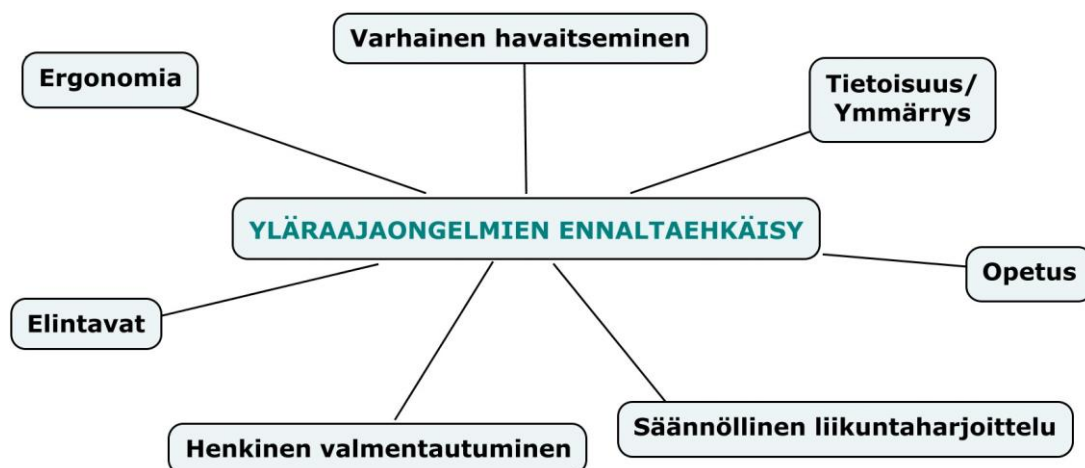 Varhainen havaitseminen
Ergonomia
Tietoisuus/
Ymmärrys
YLÄRAAJAONGELMIEN ENNALTAEHKÄISY
Opetus
Elintavat
Säännöllinen liikuntaharjoittelu
Henkinen valmentautuminen